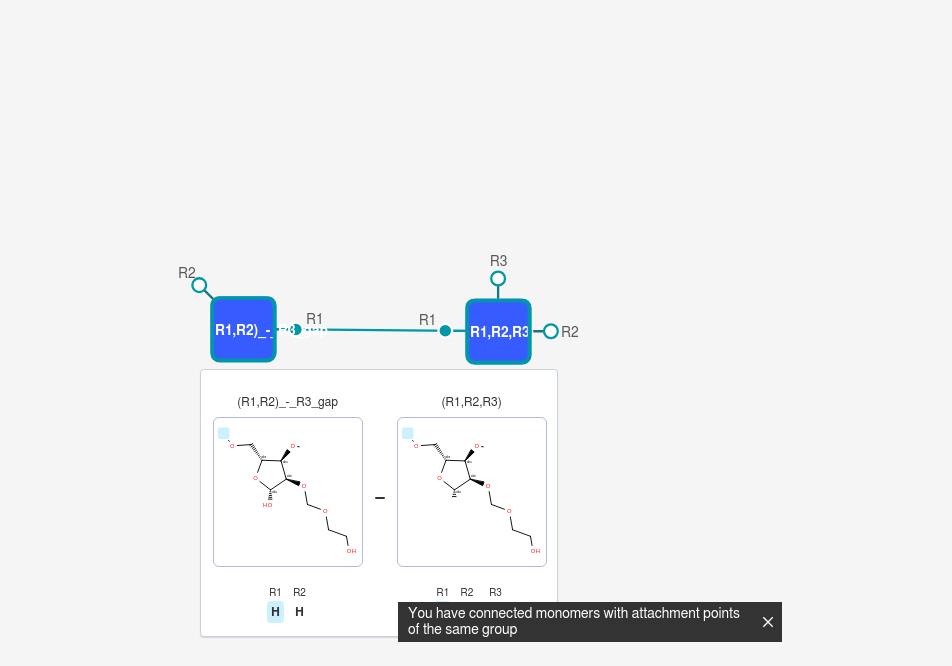 R3
R2
R1
R1
R1,R2)_-_R3_gap
R1,R2,R3
R2
(R1,R2)_-_R3_gap
(R1,R2,R3)
O
O
O
O
O
O
O
O
HO
O
O
OH
OH
R1 R2
R1 R2 R3
H H
You have connected monomers with attachment points
of the same group